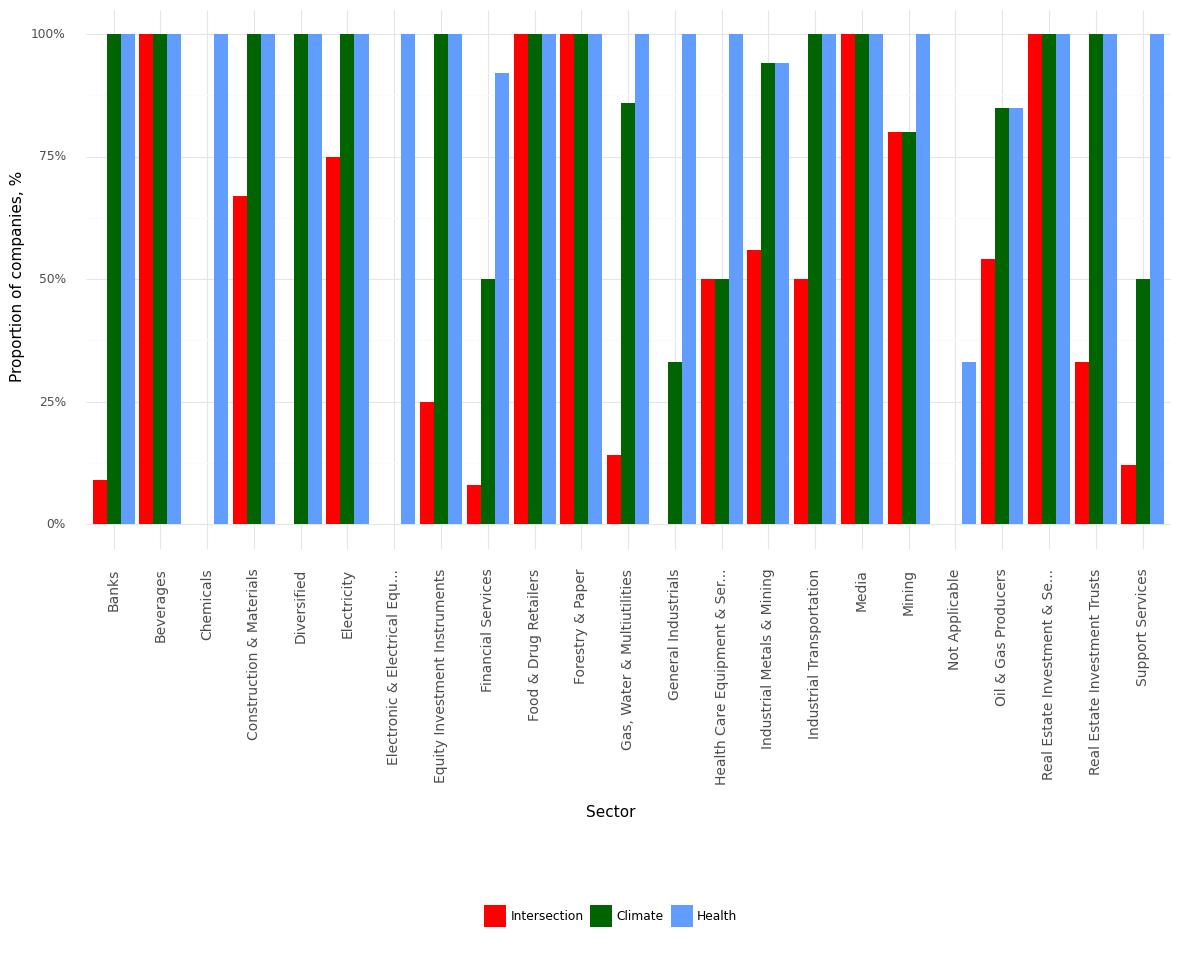 Proportion of companies, %
100%
75%
50%
25%
0%
Banks
Beverages
Chemicals
Construction & Materials
Diversified
Electricity
Electronic & Electrical Equ...
Equity Investment Instruments
Financial Services
Food & Drug Retailers
Forestry & Paper
Gas, Water & Multiutilities
General Industrials
Health Care Equipment & Ser...
Industrial Metals & Mining
Industrial Transportation
Media
Mining
Not Applicable
Oil & Gas Producers
Real Estate Investment & Se...
Real Estate Investment Trusts
Support Services
Sector
Intersection Climate Health